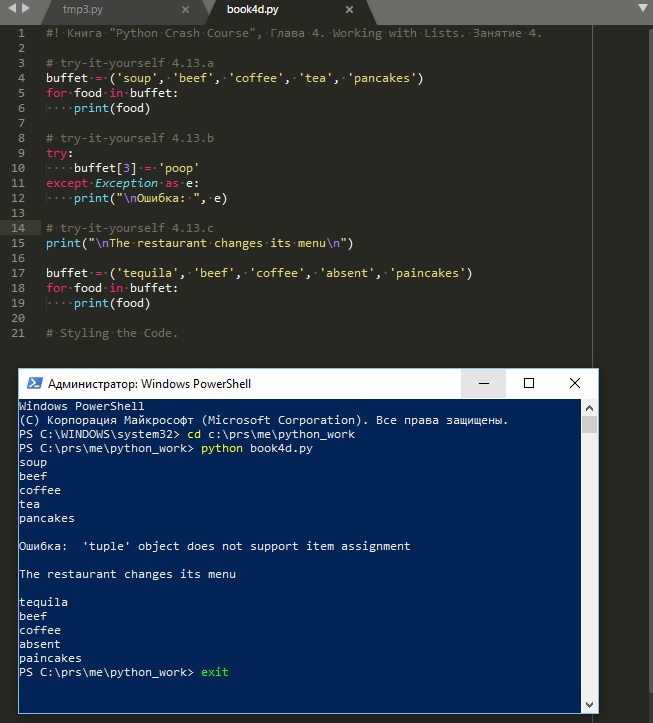 tmp3.py × book4d.py ×
1 #! Книга "Python Crash Course", Глава 4. Working with Lists. Занятие 4.
2
3 # try-it-yourself 4.13.a
4 buffet = ('soup', 'beef', 'coffee', 'tea', 'pancakes')
5 for food in buffet:
6     print(food)
7
8 # try-it-yourself 4.13.b
9 try:
10     buffet[3] = 'poop'
11 except Exception as e:
12     print("\nОшибка: ", e)
13
14 # try-it-yourself 4.13.c
15 print("\nThe restaurant changes its menu\n")
16
17 buffet = ('tequila', 'beef', 'coffee', 'absent', 'paincakes')
18 for food in buffet:
19     print(food)
20
21 # Styling the Code.
Администратор: Windows PowerShell
Windows PowerShell
(C) Корпорация Майкрософт (Microsoft Corporation). Все права защищены.
PS C:\WINDOWS\system32> cd c:\prs\me\python_work
PS C:\prs\me\python_work> python book4d.py
soup
beef
coffee
tea
pancakes

Ошибка:  'tuple' object does not support item assignment

The restaurant changes its menu

tequila
beef
coffee
absent
paincakes
PS C:\prs\me\python_work> exit